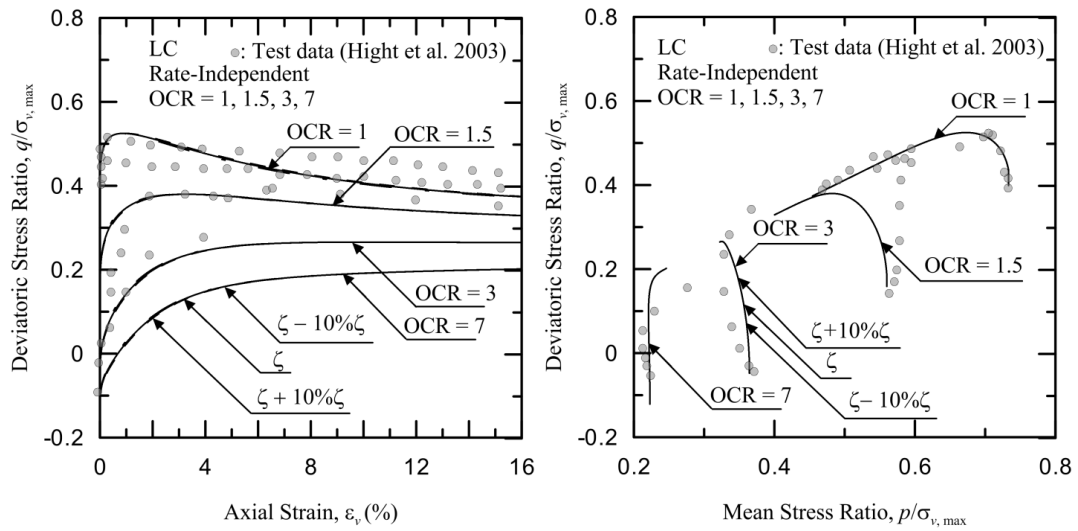 LC
: Test data (Hight et al. 2003)
Rate-Independent
OCR = 1, 1.5, 3, 7
OCR = 1
OCR = 1.5
OCR = 3
OCR = 7
ζ − 10%ζ
ζ
ζ + 10%ζ
0.8
0.6
0.4
0.2
0
-0.2
0
4
8
12
16
Deviatoric Stress Ratio, q/σv, max
Axial Strain, εv (%)
LC
: Test data (Hight et al. 2003)
Rate-Independent
OCR = 1, 1.5, 3, 7
OCR = 1
OCR = 3
OCR = 1.5
ζ+10%ζ
ζ
ζ− 10%ζ
OCR = 7
0.8
0.6
0.4
0.2
0
-0.2
0.2
0.4
0.6
0.8
Deviatoric Stress Ratio, q/σv, max
Mean Stress Ratio, p/σv, max